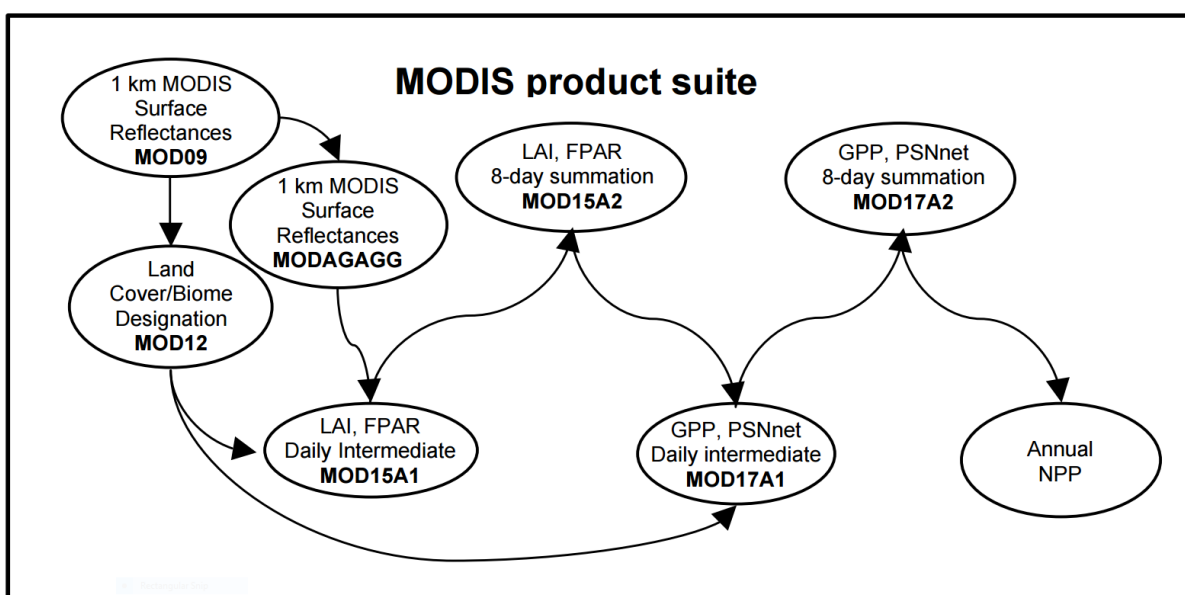 MODIS product suite
1 km MODIS
Surface
Reflectances
MOD09
1 km MODIS
Surface
Reflectances
MODAGAGG
Land
Cover/Biome
Designation
MOD12
LAI, FPAR
8-day summation
MOD15A2
GPP, PSNnet
8-day summation
MOD17A2
LAI, FPAR
Daily Intermediate
MOD15A1
GPP, PSNnet
Daily intermediate
MOD17A1
Annual
NPP